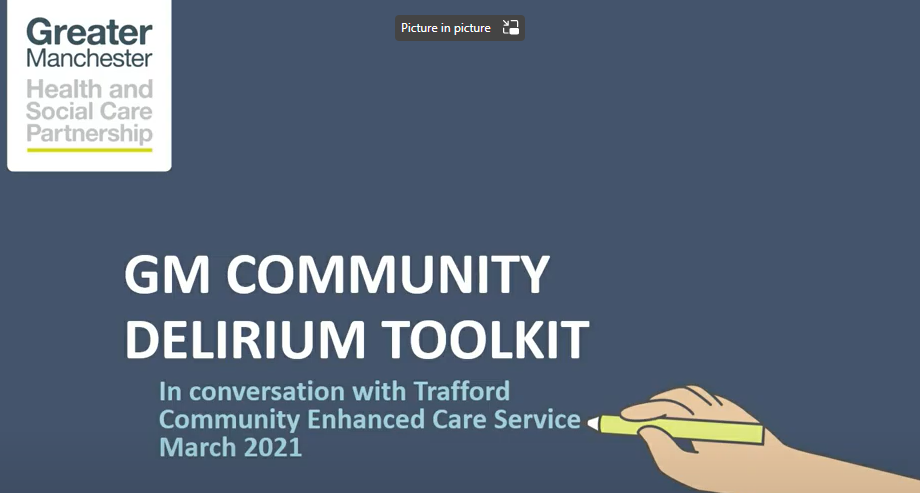 Greater
Manchester
Health and
Social Care
Partnership
Picture in picture
GM COMMUNITY
DELIRIUM TOOLKIT
In conversation with Trafford
Community Enhanced Care Service
March 2021